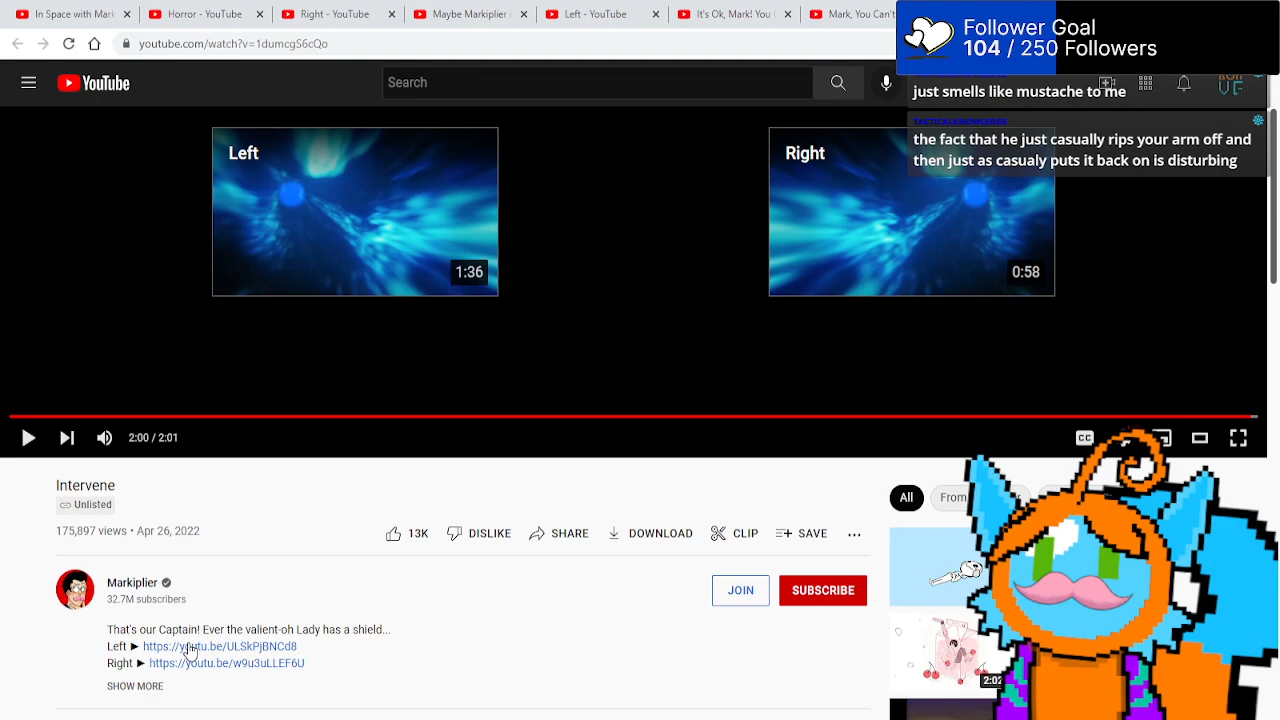 In Space with Mark
Horror - YouTube
Right - YouTube
Maybe Markiplier i
Left - YouTube
It's Ok, Mark! You
Mark, You Can't
Follower Goal
104 / 250 Followers
youtube.com/watch?v=1dumcgS6cQo
YouTube
Search
just smells like mustache to me
TACTICALKNOWLEDGE
the fact that he just casually rips your arm off and
then just as casualy puts it back on is disturbing
Left
1:36
Right
0:58
2:00 / 2:01
CC
Intervene
Unlisted
175,897 views • Apr 26, 2022
13K
DISLIKE
SHARE
DOWNLOAD
CLIP
SAVE
All
From
Markiplier
32.7M subscribers
JOIN
SUBSCRIBE
That's our Captain! Ever the valient-oh Lady has a shield...
Left ► https://youtu.be/ULSkPjBNCd8
Right ► https://youtu.be/w9u3uLLEF6U
SHOW MORE
2:02